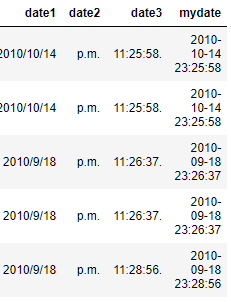 date1 date2 date3 mydate
2010-
2010/10/14 p.m. 11:25:58. 10-14
23:25:58
2010-
2010/10/14 p.m. 11:25:58. 10-14
23:25:58
2010-
2010/9/18 p.m. 11:26:37. 09-18
23:26:37
2010-
2010/9/18 p.m. 11:26:37. 09-18
23:26:37
2010-
2010/9/18 p.m. 11:28:56. 09-18
23:28:56